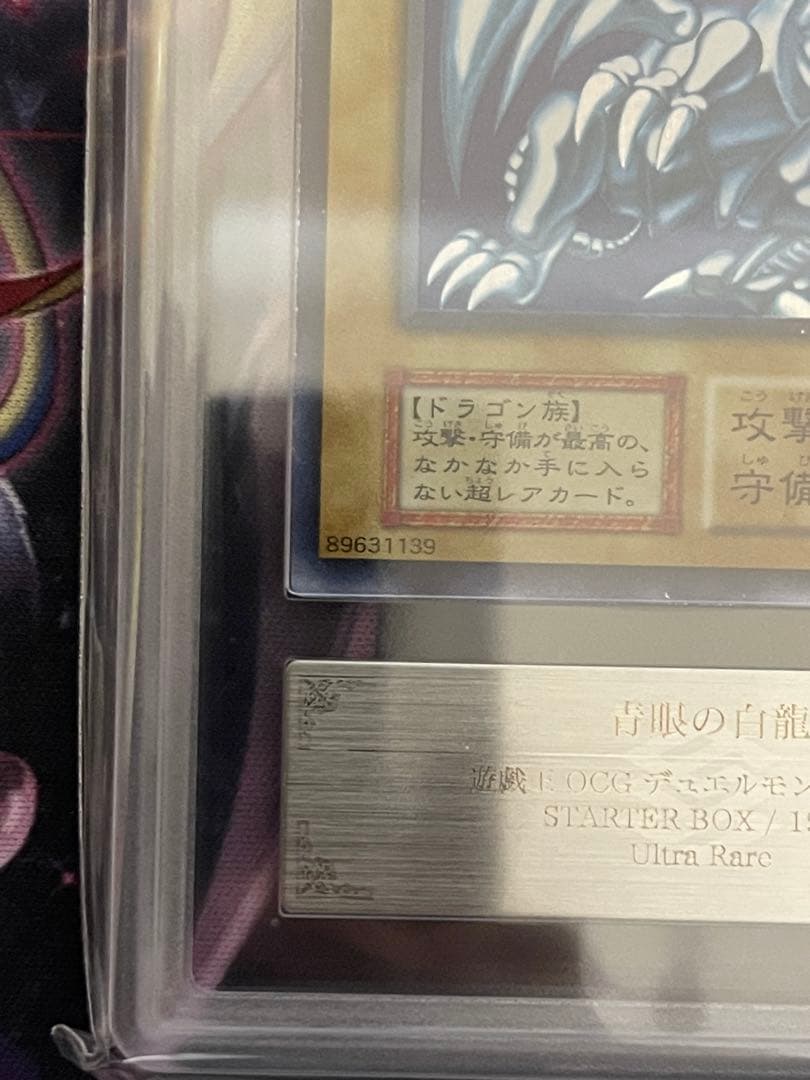 【ドラゴン族】
攻撃・守備が最高の、
なかなか手に入ら
ない超レアカード。
攻撃
守備
89631139
青眼の白龍
遊戯王OCG デュエルモン
STARTER BOX / 19
Ultra Rare